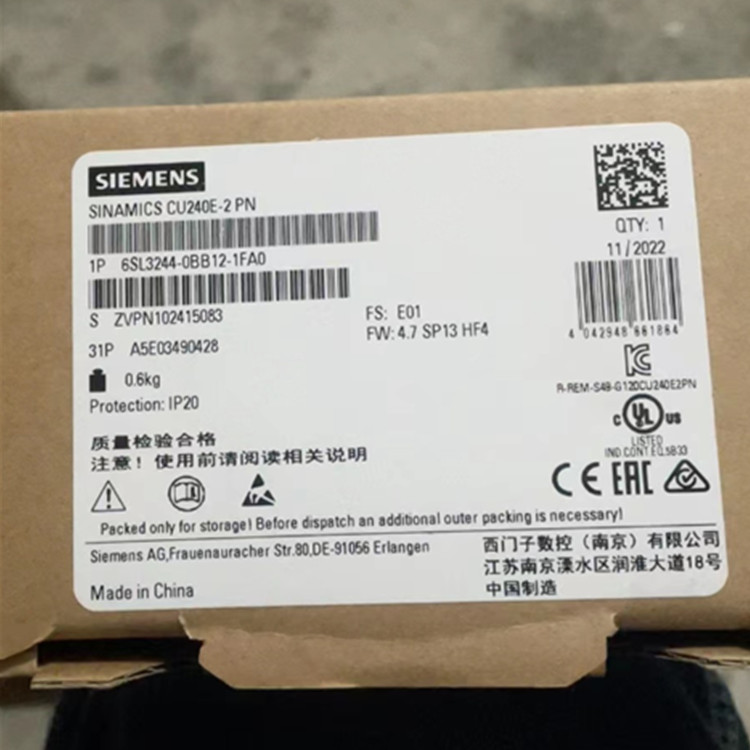 SIEMENS
SINAMICS CU240E-2 PN
QTY: 1
11/2022
1P 6SL3244-0BB12-1FA0
S ZVPN102415083
FS: E01
FW: 4.7 SP13 HF4
4 042948 661864
31P A5E03490428
0.6kg
R-REM-S49-G120CU240E2PN
Protection: IP20
C UL US
LISTED
IND.CONT.EQ.5B33
质量检验合格
注意！使用前请阅读相关说明
CE EAC
Packed only for storage! Before dispatch an additional outer packing is necessary!
Siemens AG,Frauenauracher Str.80,DE-91056 Erlangen
西门子数控（南京）有限公司
江苏南京溧水区润淮大道18号
Made in China
中国制造